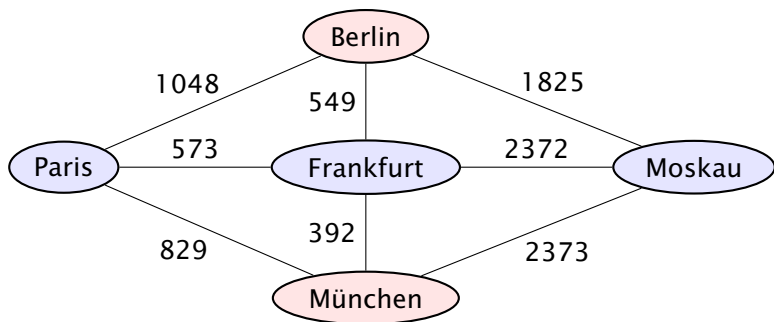 Berlin
1048
549
1825
Paris
573
Frankfurt
2372
Moskau
829
392
2373
München